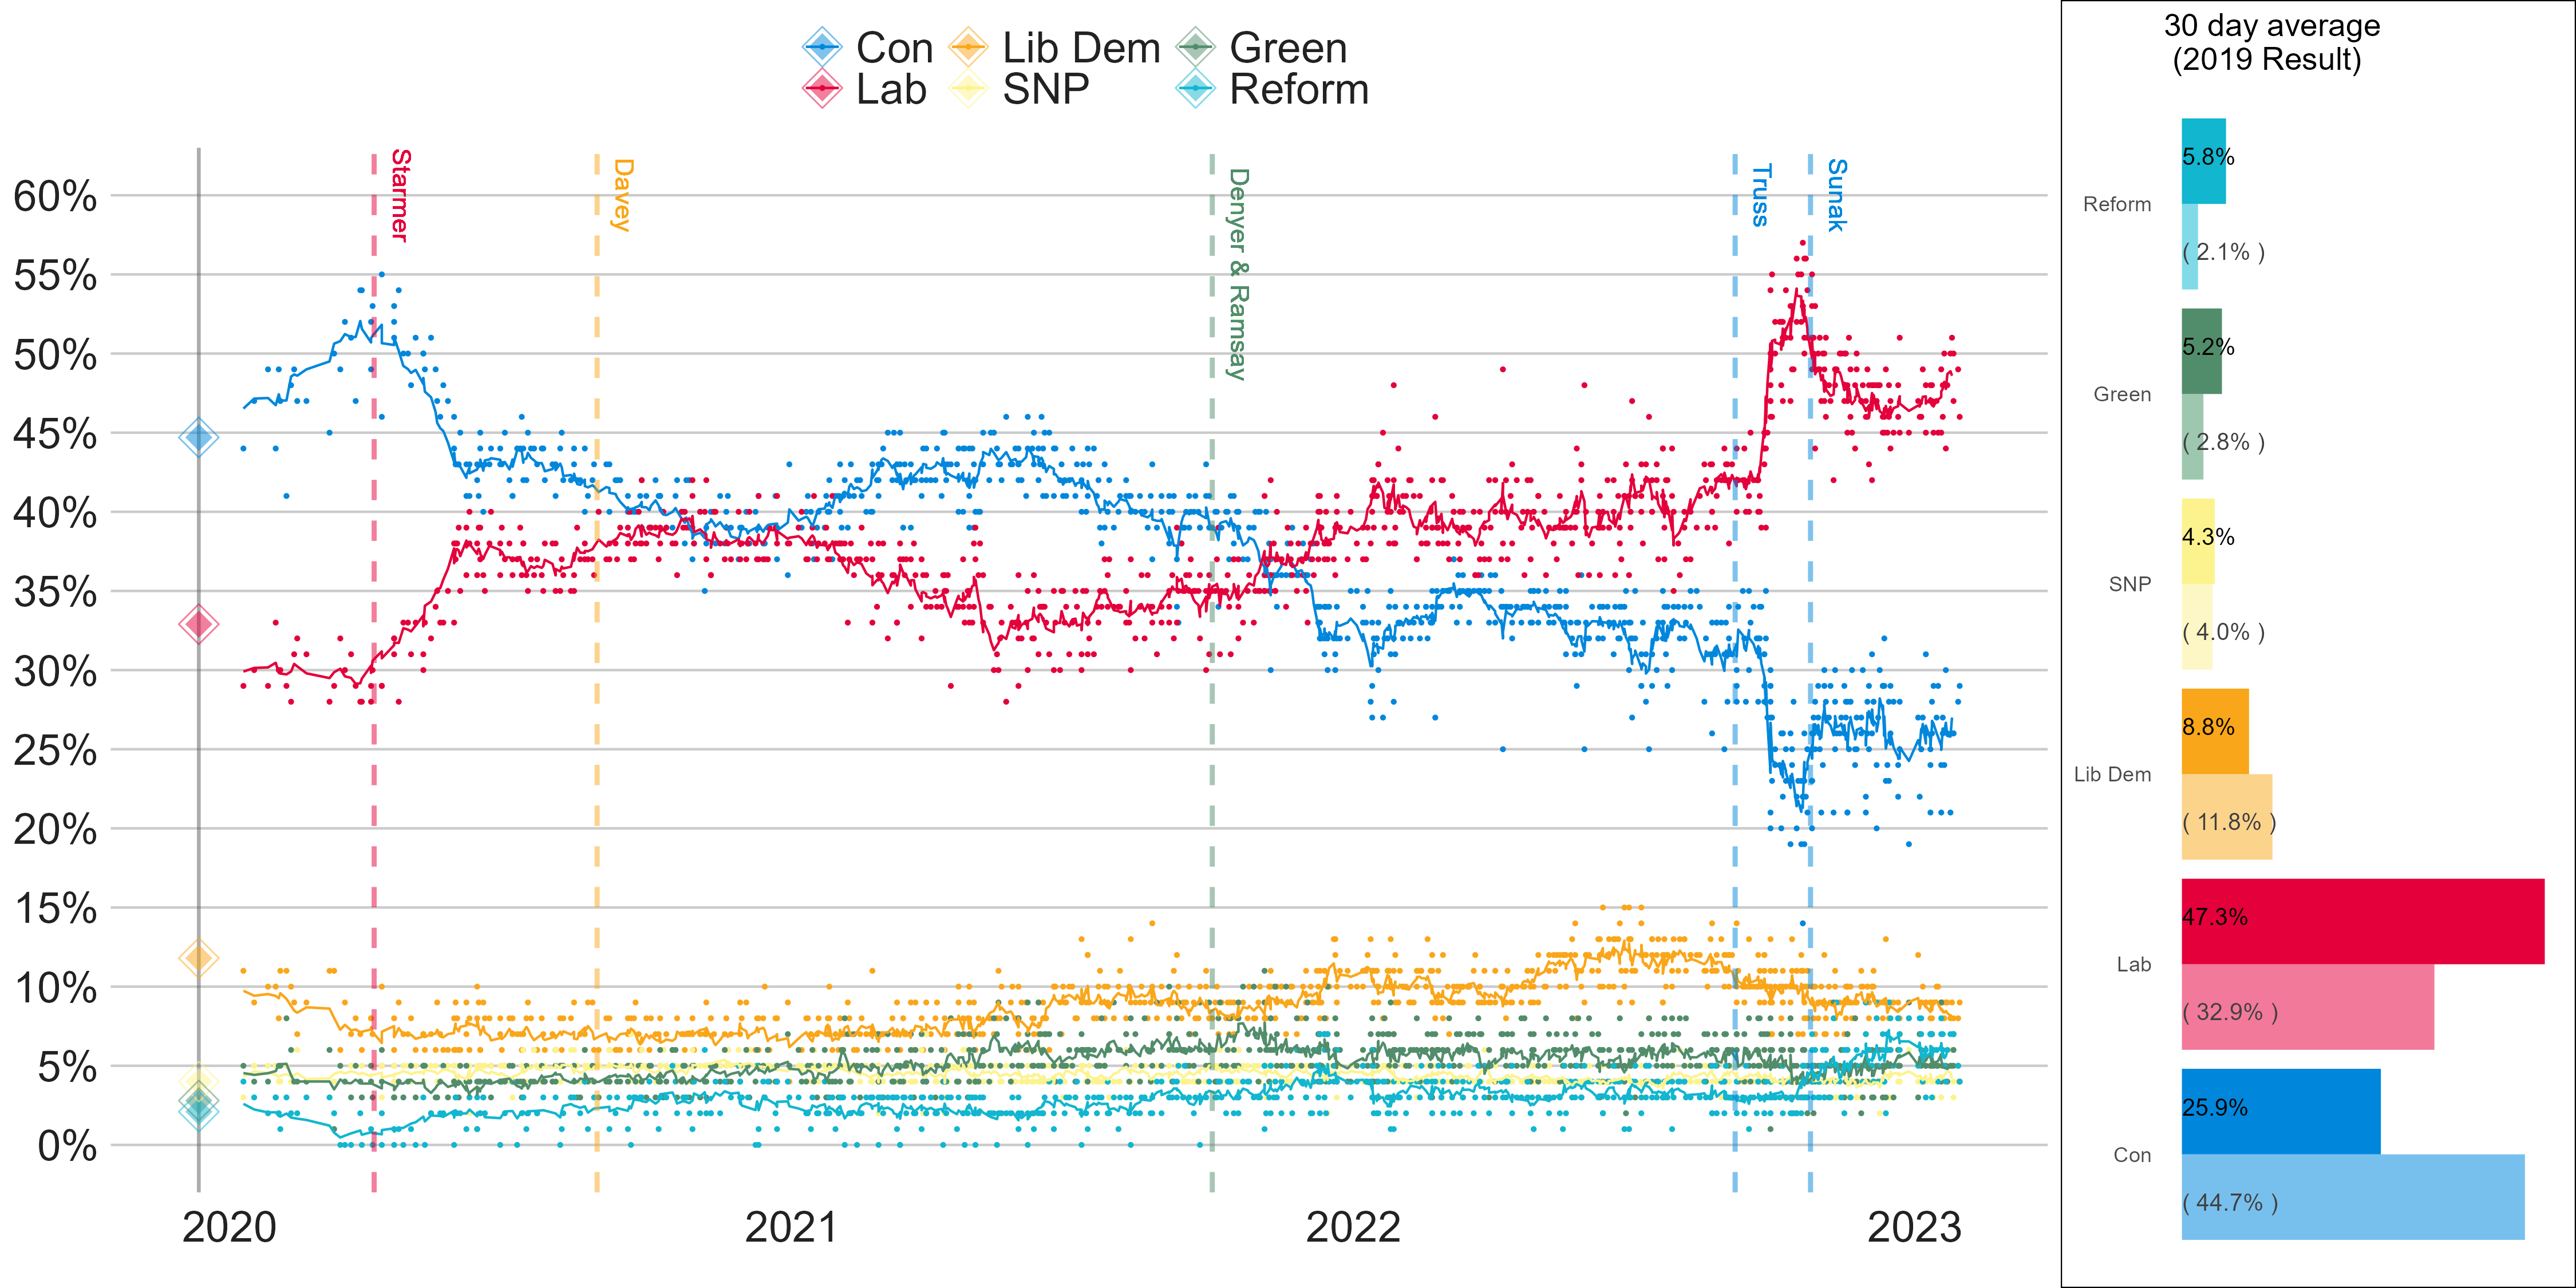 Con Lib Dem Green
Lab SNP Reform
60%
55%
50%
45%
40%
35%
30%
25%
20%
15%
10%
5%
0%
Starmer
Davey
Denyer & Ramsay
Truss
Sunak
2020 2021 2022 2023
30 day average
(2019 Result)
Reform
5.8%
( 2.1% )
Green
5.2%
( 2.8% )
SNP
4.3%
( 4.0% )
Lib Dem
8.8%
( 11.8% )
Lab
47.3%
( 32.9% )
Con
25.9%
( 44.7% )